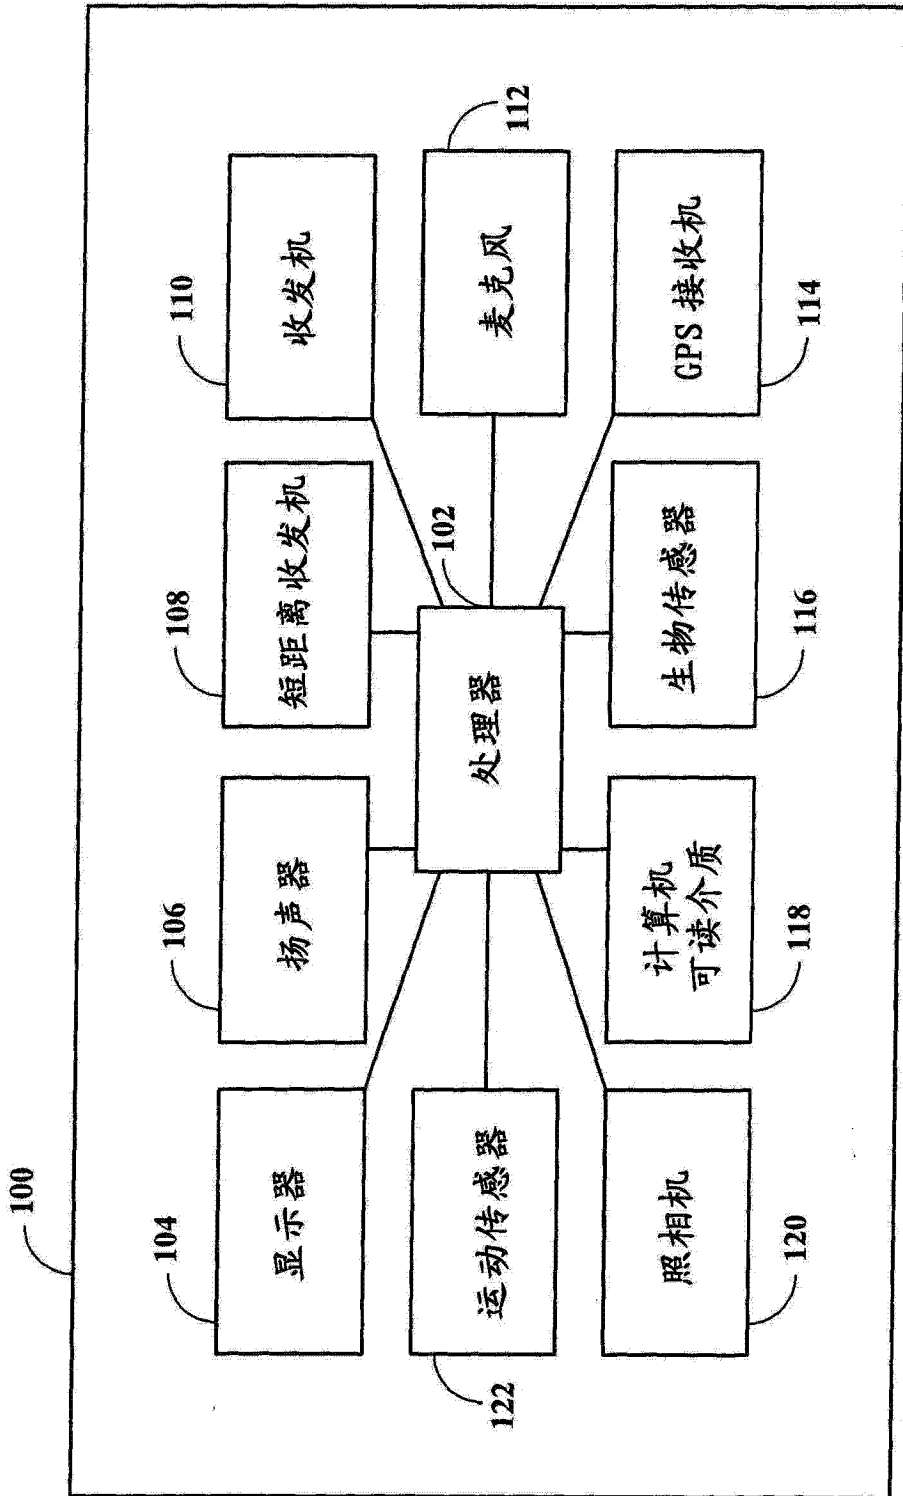 100
104
显示器
106
扬声器
108
短距离收发机
110
收发机
122
运动传感器
处理器
102
麦克风
112
照相机
120
计算机
可读介质
118
生物传感器
116
GPS 接收机
114